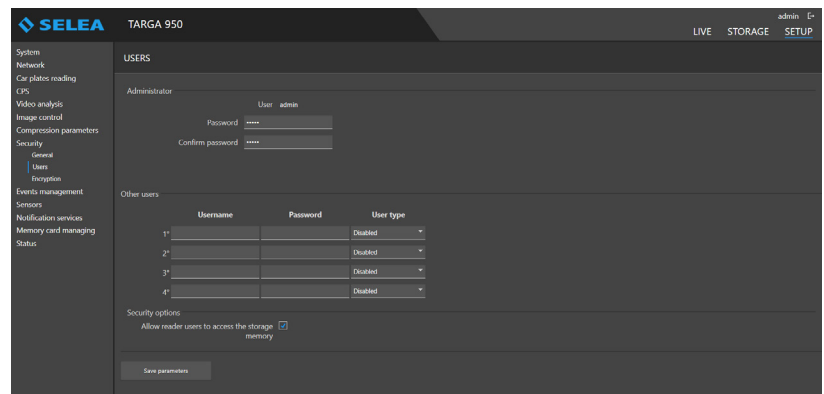 SELEA
TARGA 950
admin
LIVE STORAGE SETUP
System
Network
Car plates reading
CPS
Video analysis
Image control
Compression parameters
Security
General
Users
Encryption
Events management
Sensors
Notification services
Memory card managing
Status
USERS
Administrator
User admin
Password •••••
Confirm password •••••
Other users
Username Password User type
1° Disabled
2° Disabled
3° Disabled
4° Disabled
Security options
Allow reader users to access the storage
memory
Save parameters